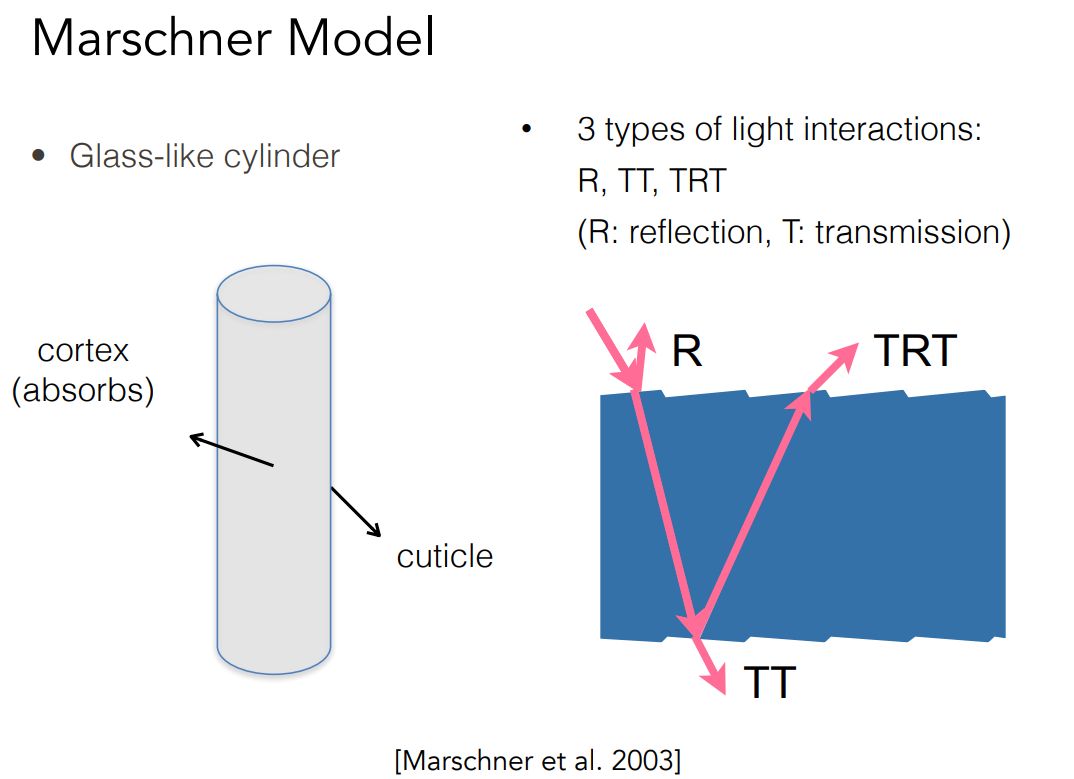 Marschner Model
• Glass-like cylinder
• 3 types of light interactions:
R, TT, TRT
(R: reflection, T: transmission)
cortex
(absorbs)
cuticle
R
TRT
TT
[Marschner et al. 2003]